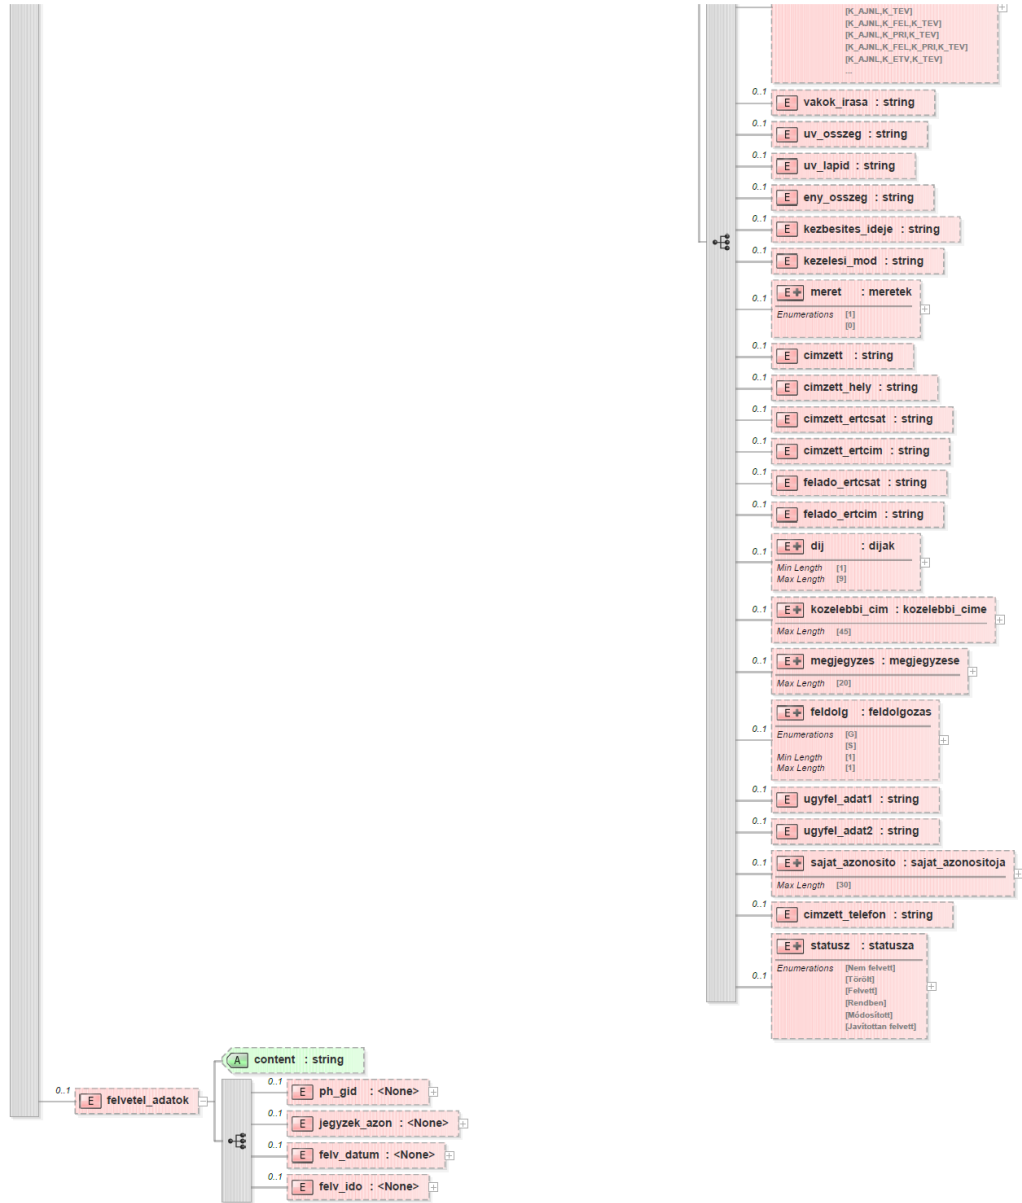 [K_AJNL,K_TEV]
[K_AJNL,K_FEL,K_TEV]
[K_AJNL,K_PRI,K_TEV]
[K_AJNL,K_FEL,K_PRI,K_TEV]
[K_AJNL,K_ETV,K_TEV]
...
0..1 E vakok_irasa : string
0..1 E uv_osszeg : string
0..1 E uv_lapid : string
0..1 E eny_osszeg : string
0..1 E kezbesites_ideje : string
0..1 E kezelesi_mod : string
0..1 E meret : meretek
Enumerations [1]
[0]
0..1 E cimzett : string
0..1 E cimzett_hely : string
0..1 E cimzett_ertcsat : string
0..1 E cimzett_ertcim : string
0..1 E felado_ertcsat : string
0..1 E felado_ertcim : string
0..1 E dij : dijak
Min Length [1]
Max Length [9]
0..1 E kozelebbi_cim : kozelebbi_cime
Max Length [45]
0..1 E megjegyzes : megjegyzese
Max Length [20]
0..1 E feldolg : feldolgozas
Enumerations [G]
[S]
Min Length [1]
Max Length [1]
0..1 E ugyfel_adat1 : string
0..1 E ugyfel_adat2 : string
0..1 E sajat_azonosito : sajat_azonositoja
Max Length [30]
0..1 E cimzett_telefon : string
0..1 E statusz : statusza
Enumerations [Nem felvett]
[Törölt]
[Felvett]
[Rendben]
[Módosított]
[Javítottan felvett]
A content : string
0..1 E felvetel_adatok
0..1 E ph_gid : <None>
0..1 E jegyzek_azon : <None>
0..1 E felv_datum : <None>
0..1 E felv_ido : <None>